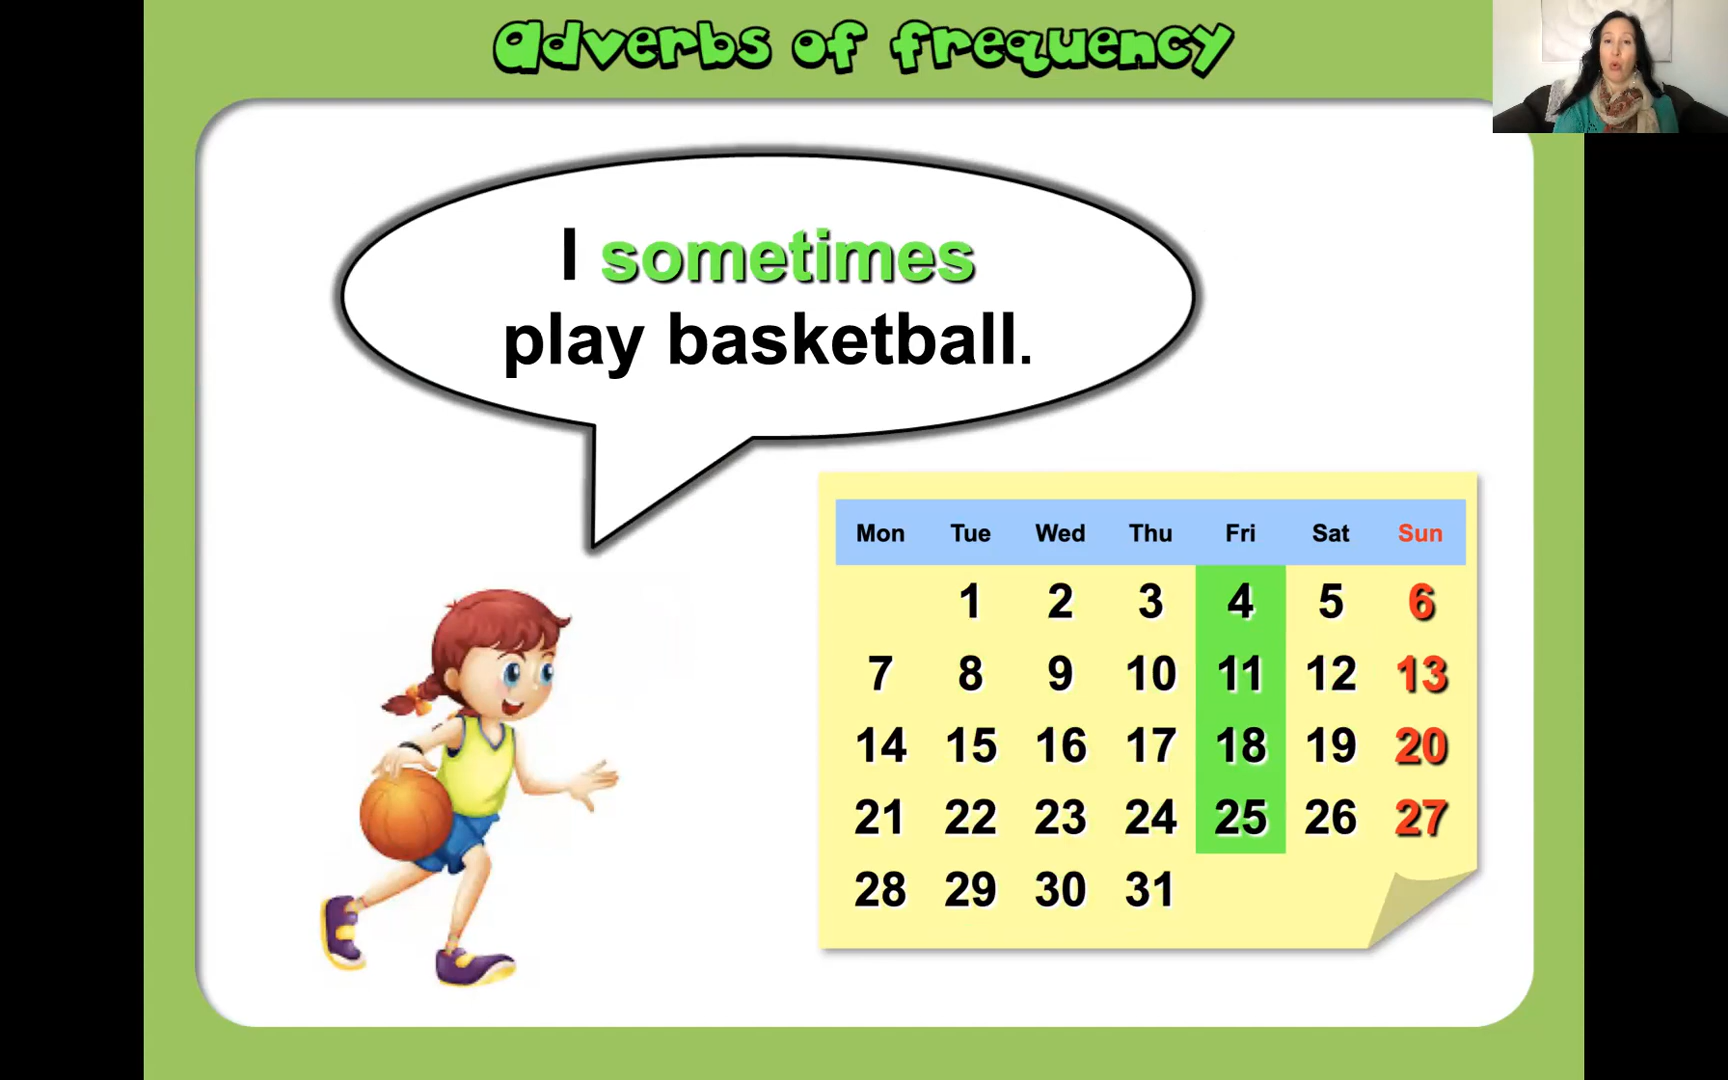 adverbs of frequency
I sometimes
play basketball.
Mon Tue Wed Thu Fri Sat Sun
1 2 3 4 5 6
7 8 9 10 11 12 13
14 15 16 17 18 19 20
21 22 23 24 25 26 27
28 29 30 31